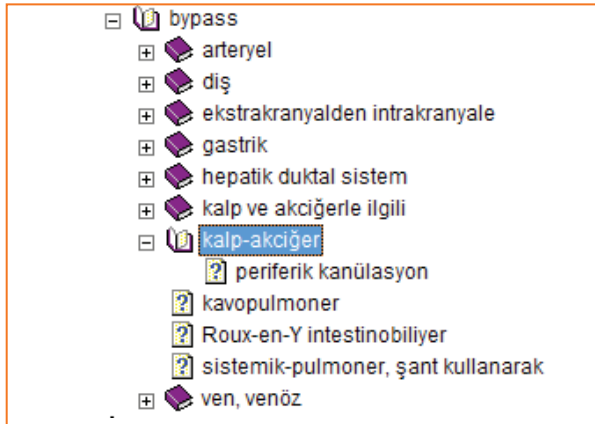 bypass
arteryel
diş
ekstrakranyalden intrakranyale
gastrik
hepatik duktal sistem
kalp ve akciğerle ilgili
kalp-akciğer
periferik kanülasyon
kavopulmoner
Roux-en-Y intestinobiliyer
sistemik-pulmoner, şant kullanarak
ven, venöz